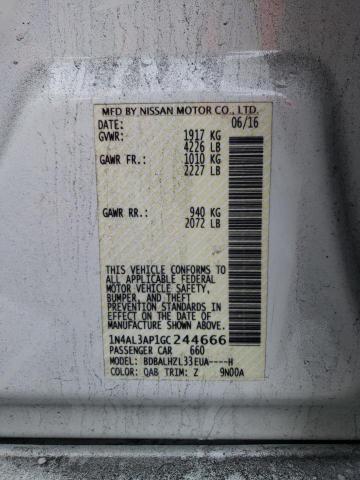 MFD BY NISSAN MOTOR CO., LTD.
DATE: 06/16
GVWR: 1917 KG
4226 LB
GAWR FR: 1010 KG
2227 LB
GAWR RR.: 940 KG
2072 LB
THIS VEHICLE CONFORMS TO
ALL APPLICABLE FEDERAL
MOTOR VEHICLE SAFETY,
BUMPER, AND THEFT
PREVENTION STANDARDS IN
EFFECT ON THE DATE OF
MANUFACTURE SHOWN ABOVE.
1N4AL3AP1GC244666
PASSENGER CAR 660
MODEL: BDBALHZL33EUA----H
COLOR: QAB TRIM: Z 9N00A